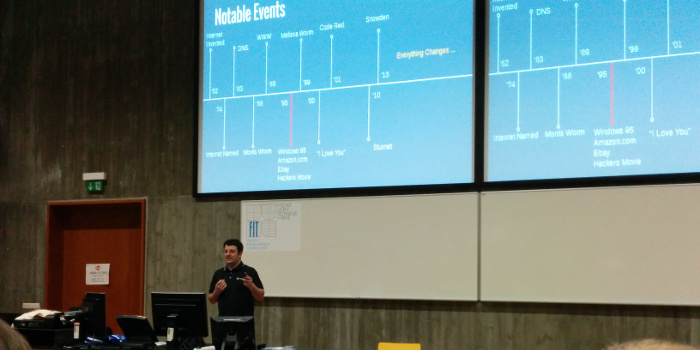 Notable Events
Internet
Invented
DNS
WWW
Melissa Worm
Code Red
Snowden
Everything Changes ...
'62
'83
'89
'99
'01
'13
'74
'88
'95
'00
'10
Internet Named
Morris Worm
Windows 95
Amazon.com
Ebay
Hackers Movie
"I Love You"
Stuxnet
Invented
DNS
'62
'83
'89
'99
'01
'74
'88
'95
'00
Internet Named
Morris Worm
Windows 95
Amazon.com
Ebay
Hackers Movie
"I Love You"
FIT